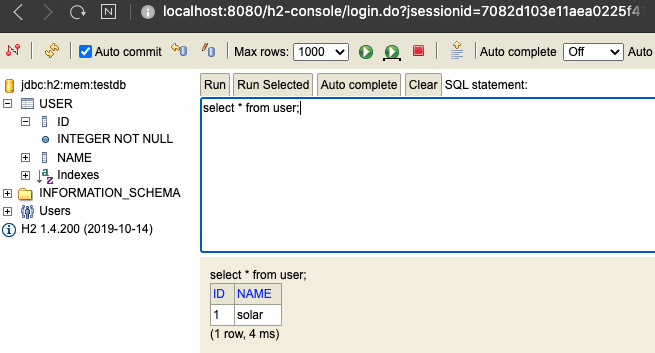 N localhost:8080/h2-console/login.do?jsessionid=7082d103e11aea0225f4
Auto commit Max rows: 1000 Auto complete Off Auto
jdbc:h2:mem:testdb
USER
ID
INTEGER NOT NULL
NAME
Indexes
INFORMATION_SCHEMA
Users
H2 1.4.200 (2019-10-14)
Run Run Selected Auto complete Clear SQL statement:
select * from user;
select * from user;
ID NAME
1 solar
(1 row, 4 ms)